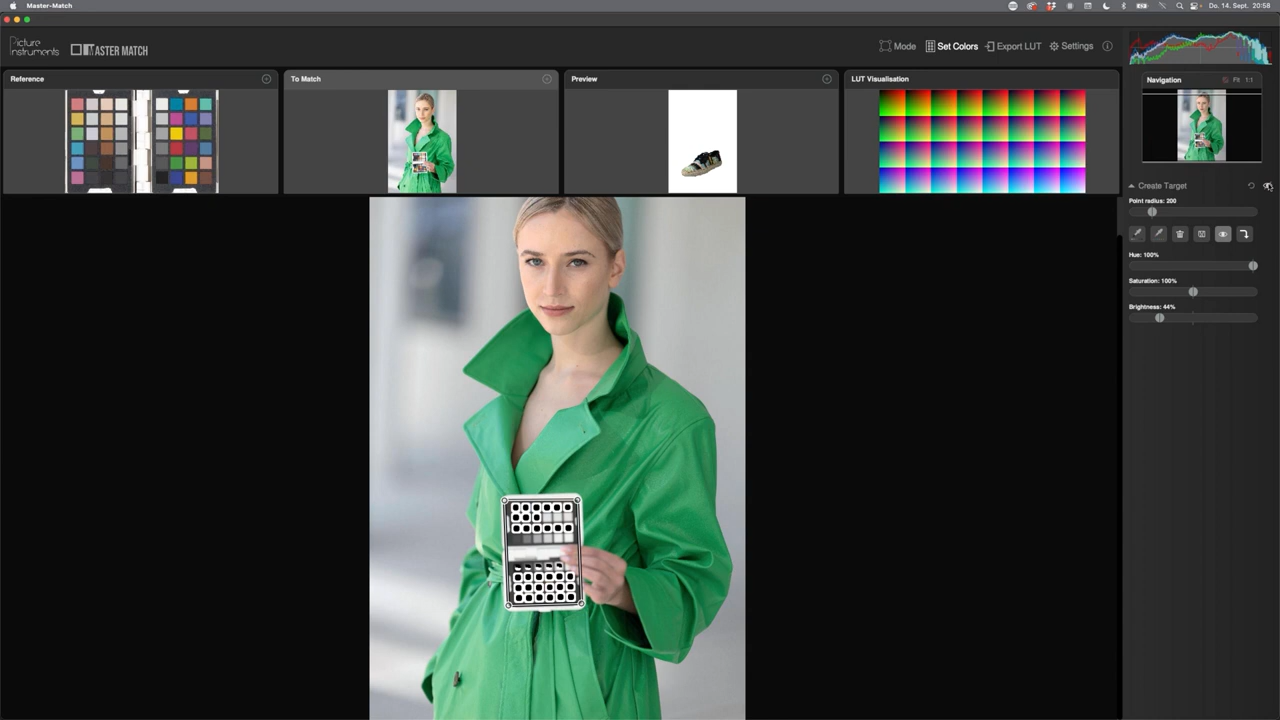 Master-Match
Do. 14. Sept. 20:58
Picture
Instruments
MASTER MATCH
Mode
Set Colors
Export LUT
Settings
Reference
To Match
Preview
LUT Visualisation
Navigation
Fit
1:1
Create Target
Point radius: 200
Hue: 100%
Saturation: 100%
Brightness: 44%